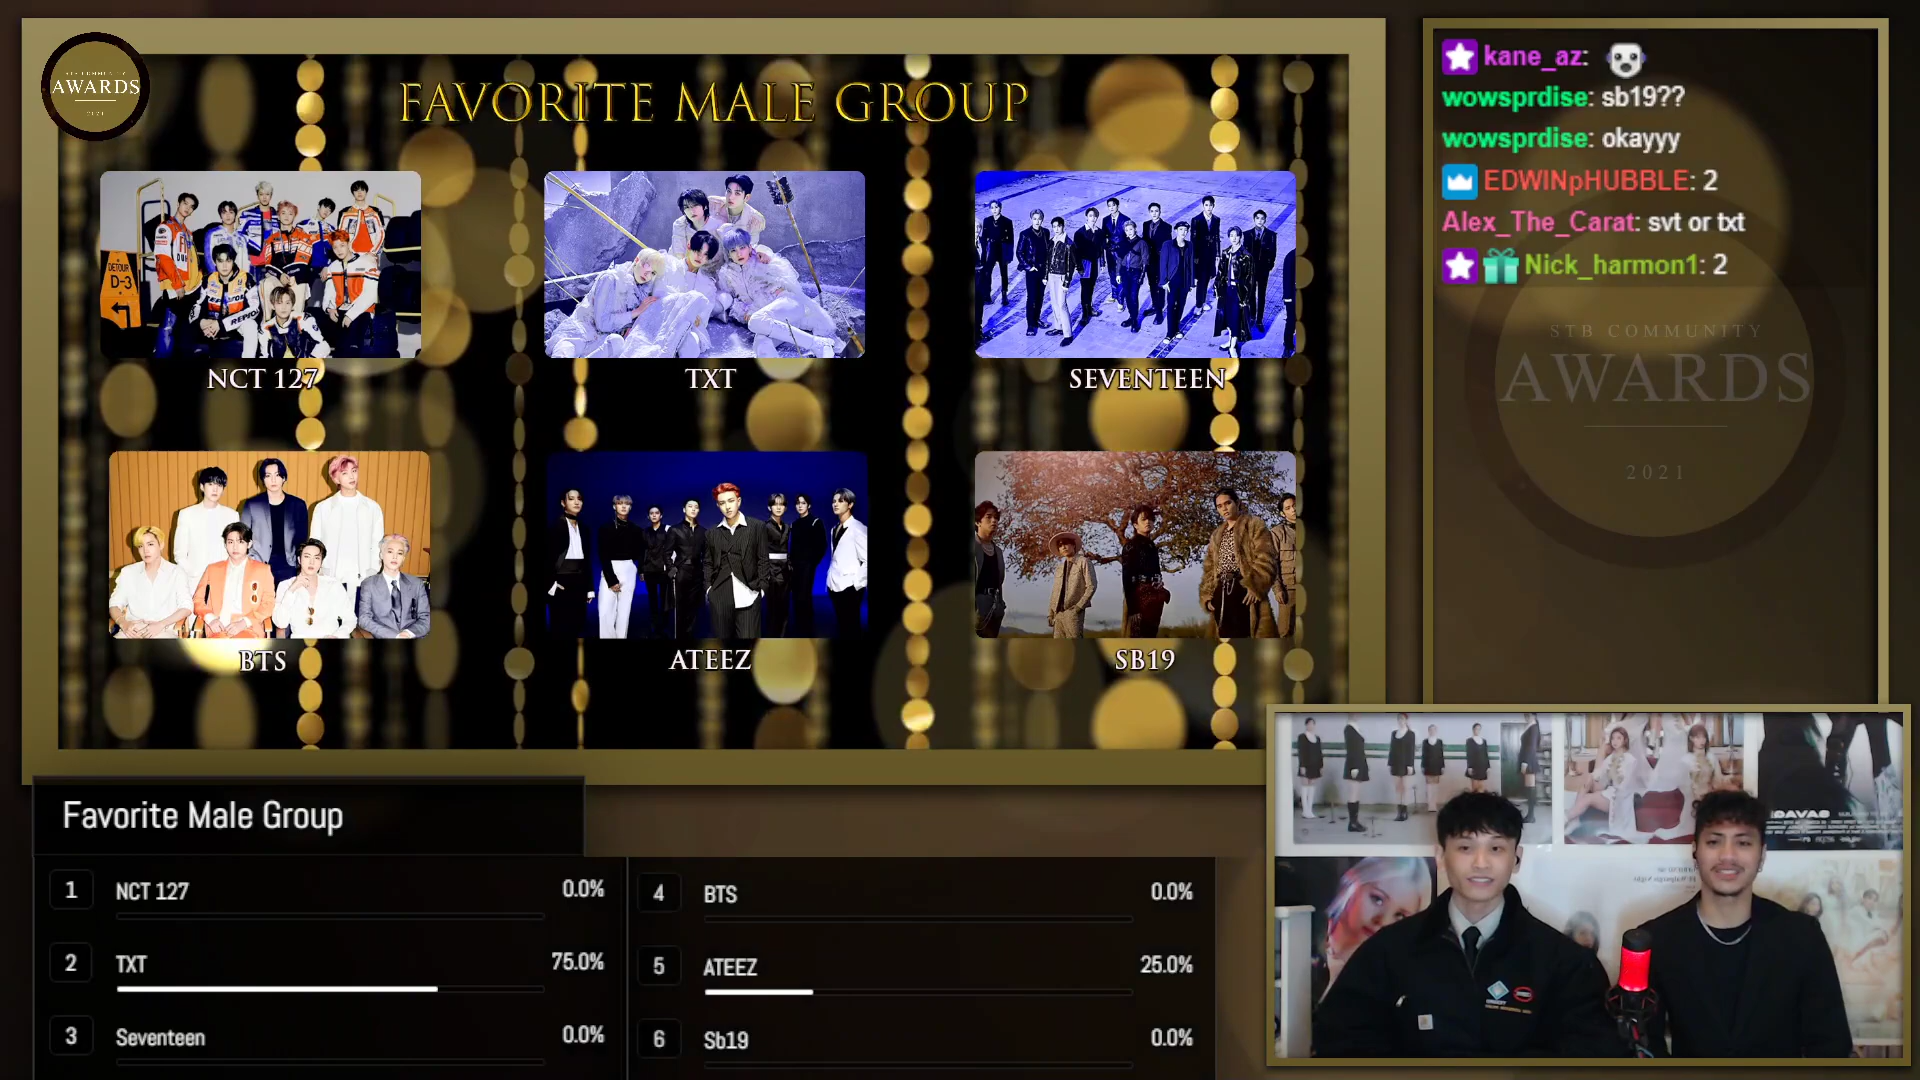 STB COMMUNITY
AWARDS
2021
FAVORITE MALE GROUP
DETOUR
D-3
NCT 127
TXT
SEVENTEEN
BTS
ATEEZ
SB19
kane_az:
wowsprdise: sb19??
wowsprdise: okayyy
EDWINpHUBBLE: 2
Alex_The_Carat: svt or txt
Nick_harmon1: 2
STB COMMUNITY
AWARDS
2021
Favorite Male Group
1 NCT 127 0.0%
2 TXT 75.0%
3 Seventeen 0.0%
4 BTS 0.0%
5 ATEEZ 25.0%
6 Sb19 0.0%